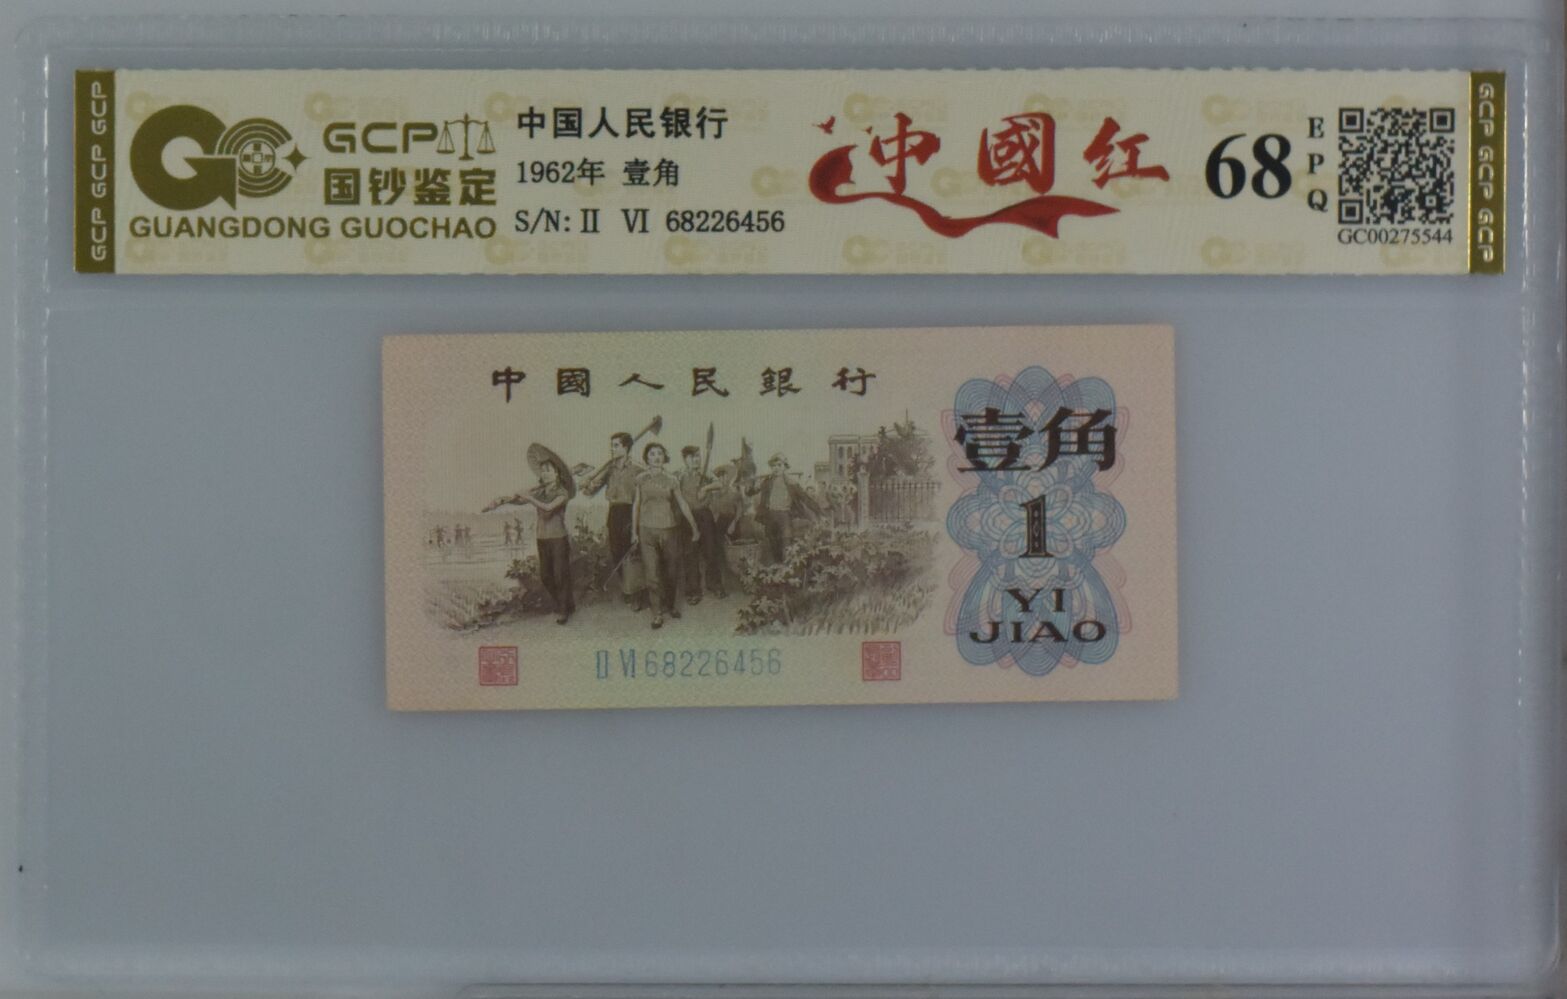 GCP GCP GCP
GCP
国钞鉴定
GUANGDONG GUOCHAO
中国人民银行
1962年 壹角
S/N: II VI 68226456
中國红
68
EPQ
GC00275544
GCP GCP GCP
中國人民銀行
壹角
1
YI
JIAO
II VI 68226456